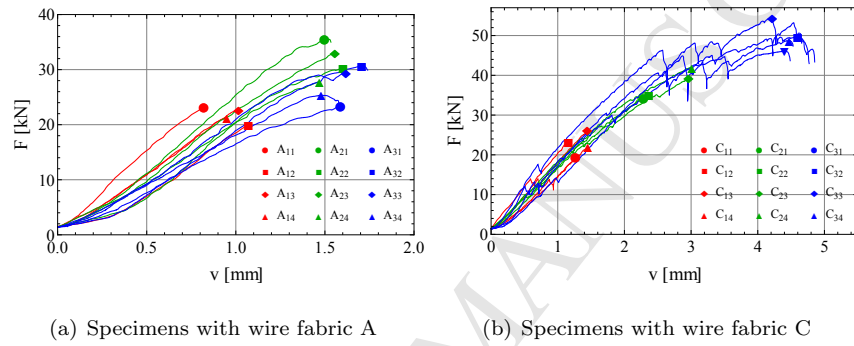 40
30
20
10
0
F [kN]
0.0 0.5 1.0 1.5 2.0
v [mm]
A11 A21 A31
A12 A22 A32
A13 A23 A33
A14 A24 A34
(a) Specimens with wire fabric A
50
40
30
20
10
0
F [kN]
0 1 2 3 4 5
v [mm]
C11 C21 C31
C12 C22 C32
C13 C23 C33
C14 C24 C34
(b) Specimens with wire fabric C
MANUSC